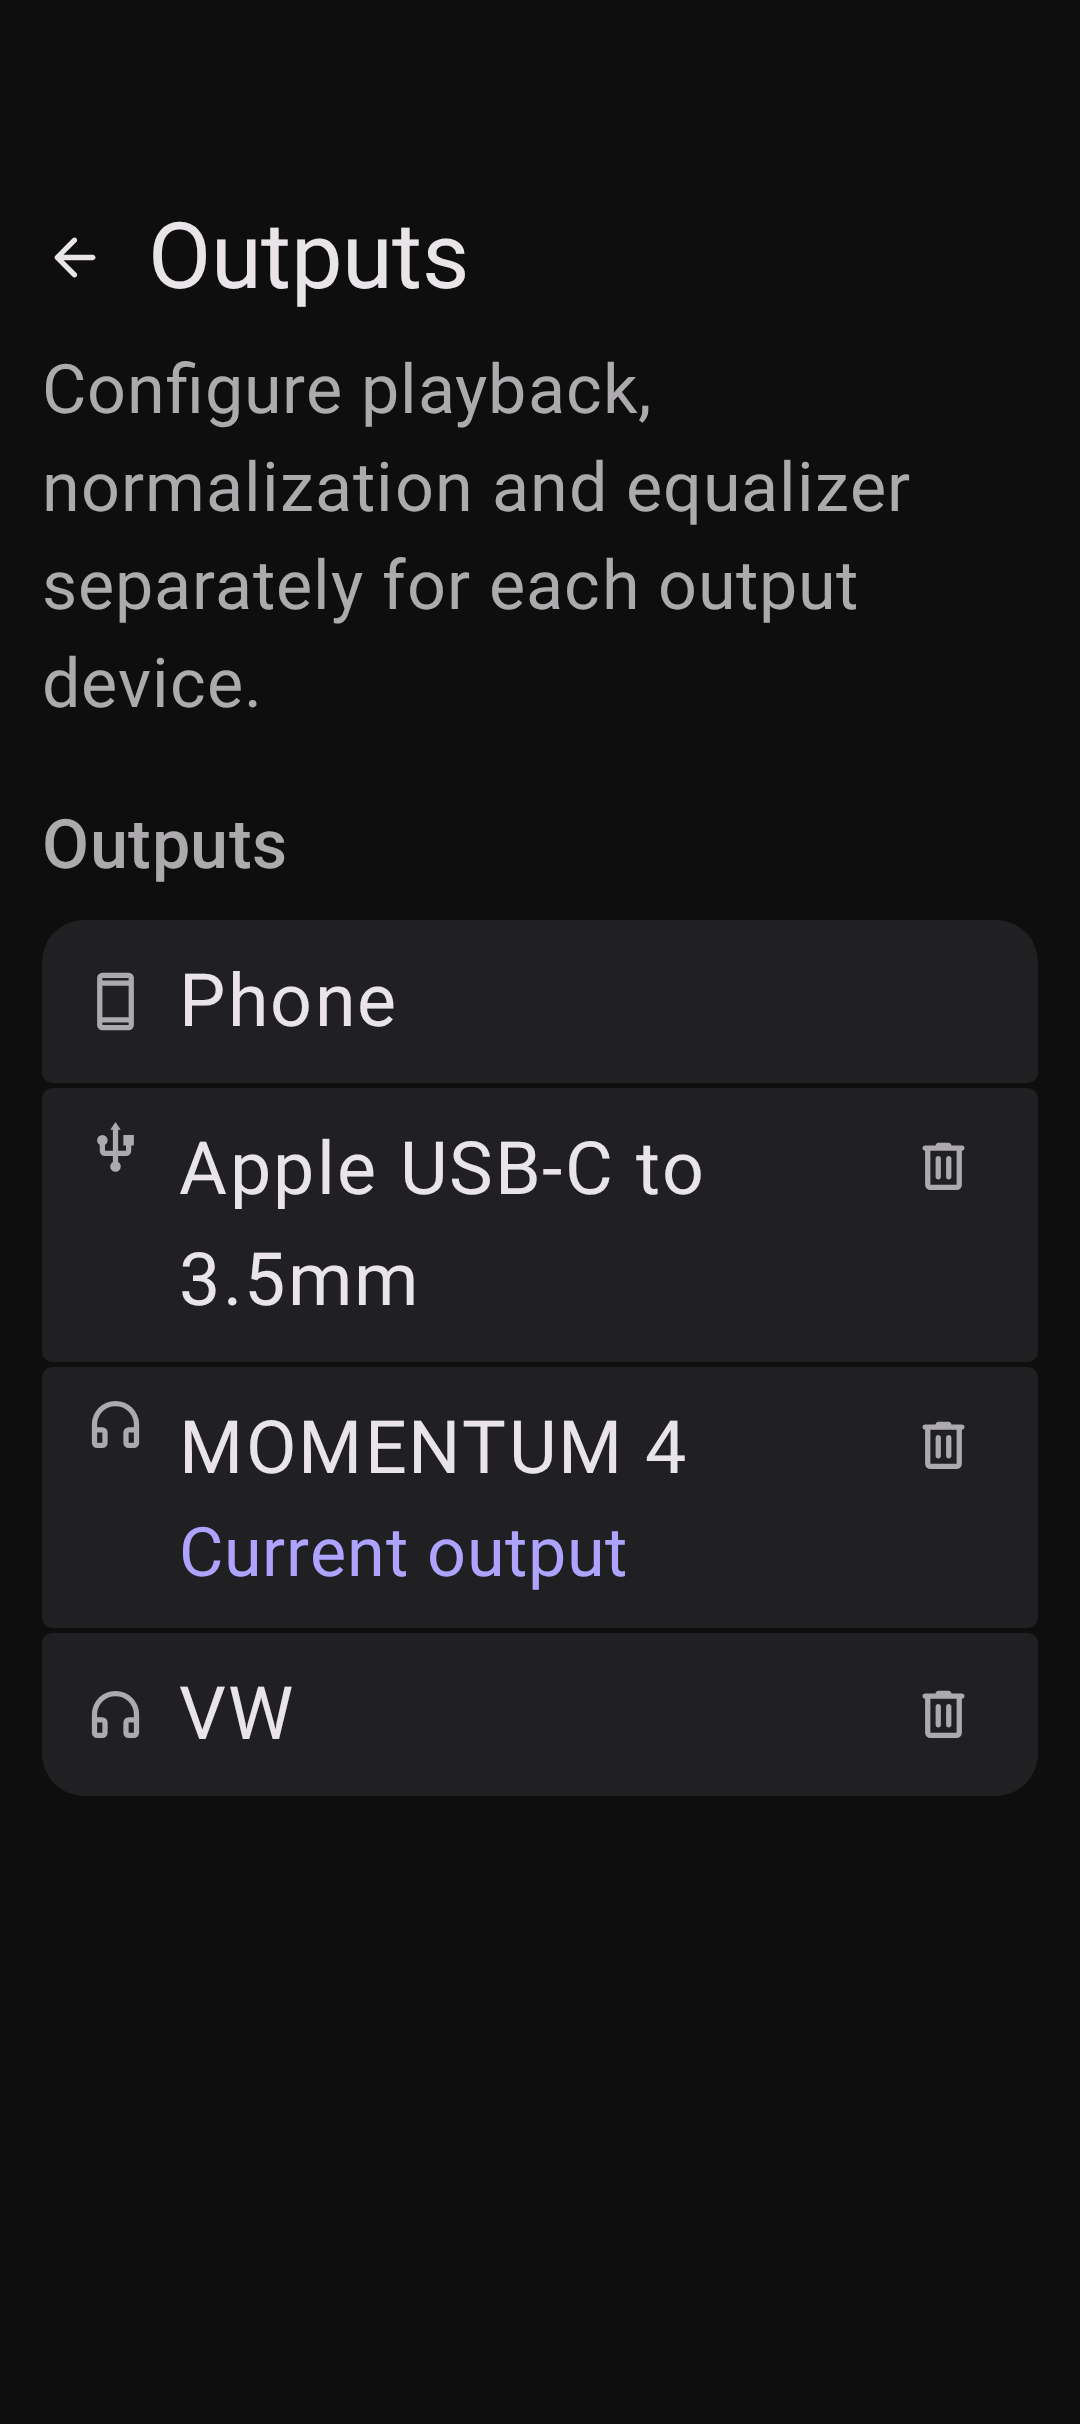 Outputs
Configure playback,
normalization and equalizer
separately for each output
device.
Outputs
Phone
Apple USB-C to
3.5mm
MOMENTUM 4
Current output
VW